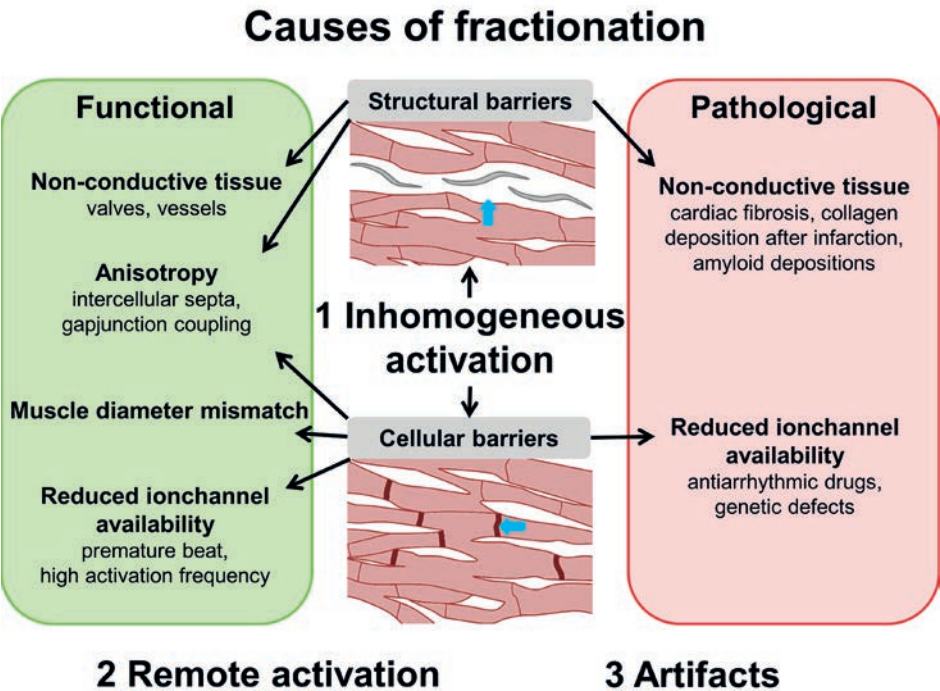 Causes of fractionation
Functional
Non-conductive tissue
valves, vessels
Anisotropy
intercellular septa,
gapjunction coupling
Muscle diameter mismatch
Reduced ionchannel
availability
premature beat,
high activation frequency
Structural barriers
1 Inhomogeneous
activation
Cellular barriers
Pathological
Non-conductive tissue
cardiac fibrosis, collagen
deposition after infarction,
amyloid depositions
Reduced ionchannel
availability
antiarrhythmic drugs,
genetic defects
2 Remote activation
3 Artifacts